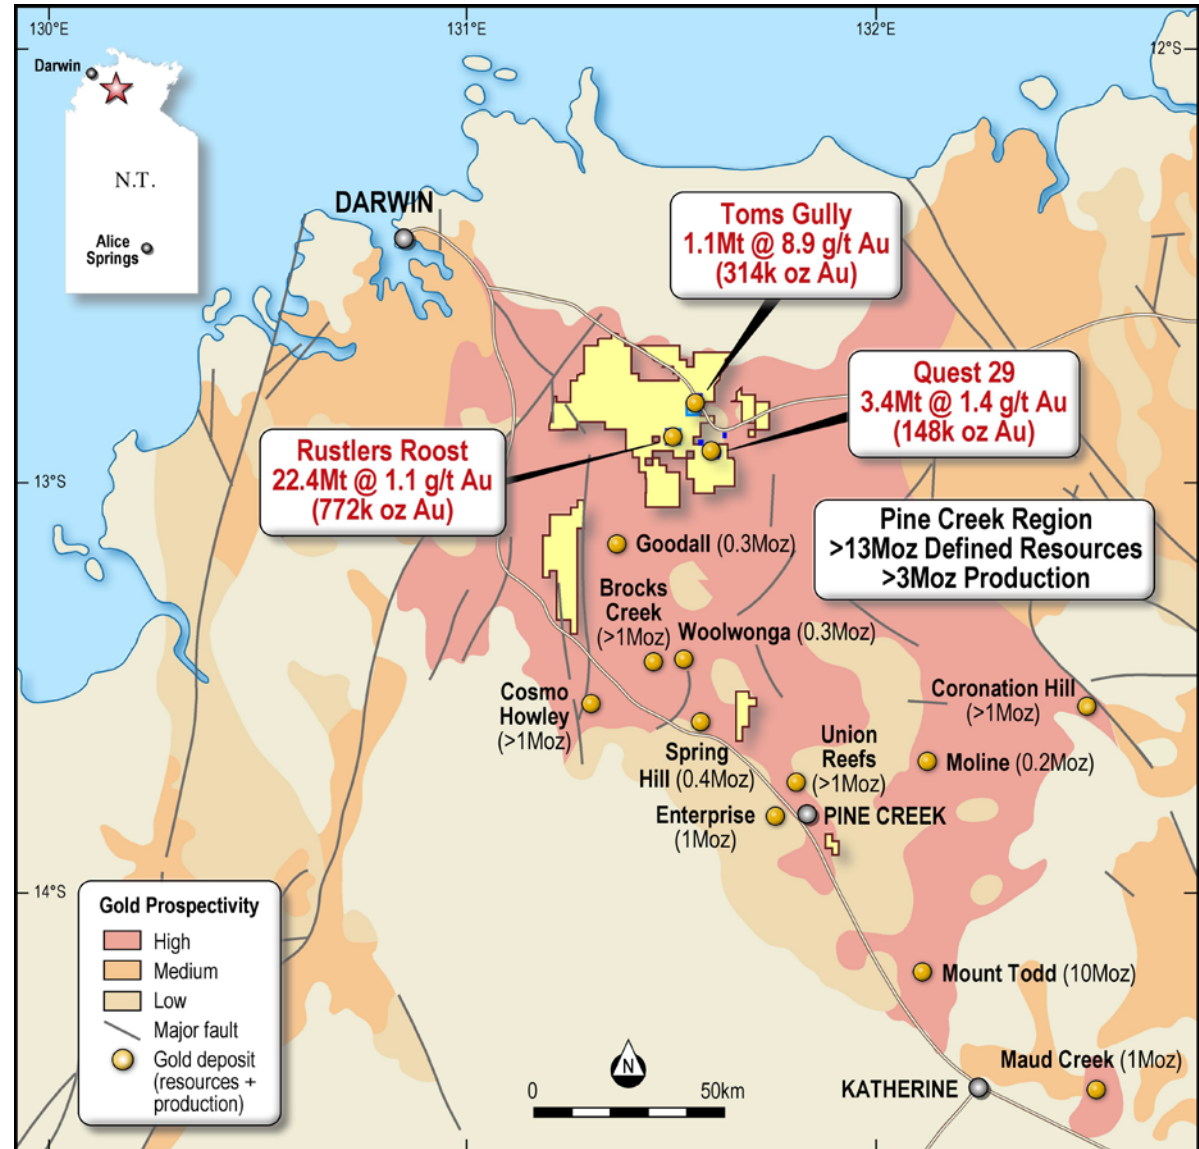 130°E
131°E
132°E
12°S
Darwin
N.T.
Alice
Springs
DARWIN
Toms Gully
1.1Mt @ 8.9 g/t Au
(314k oz Au)
Quest 29
3.4Mt @ 1.4 g/t Au
(148k oz Au)
Rustlers Roost
22.4Mt @ 1.1 g/t Au
(772k oz Au)
13°S
Pine Creek Region
>13Moz Defined Resources
>3Moz Production
Goodall (0.3Moz)
Brocks
Creek
(>1Moz)
Woolwonga (0.3Moz)
Cosmo
Howley
(>1Moz)
Coronation Hill
(>1Moz)
Spring
Hill (0.4Moz)
Union
Reefs
(>1Moz)
Moline (0.2Moz)
Enterprise
(1Moz)
PINE CREEK
14°S
Gold Prospectivity
High
Medium
Low
Major fault
Gold deposit
(resources +
production)
Mount Todd (10Moz)
N
0 50km
Maud Creek (1Moz)
KATHERINE